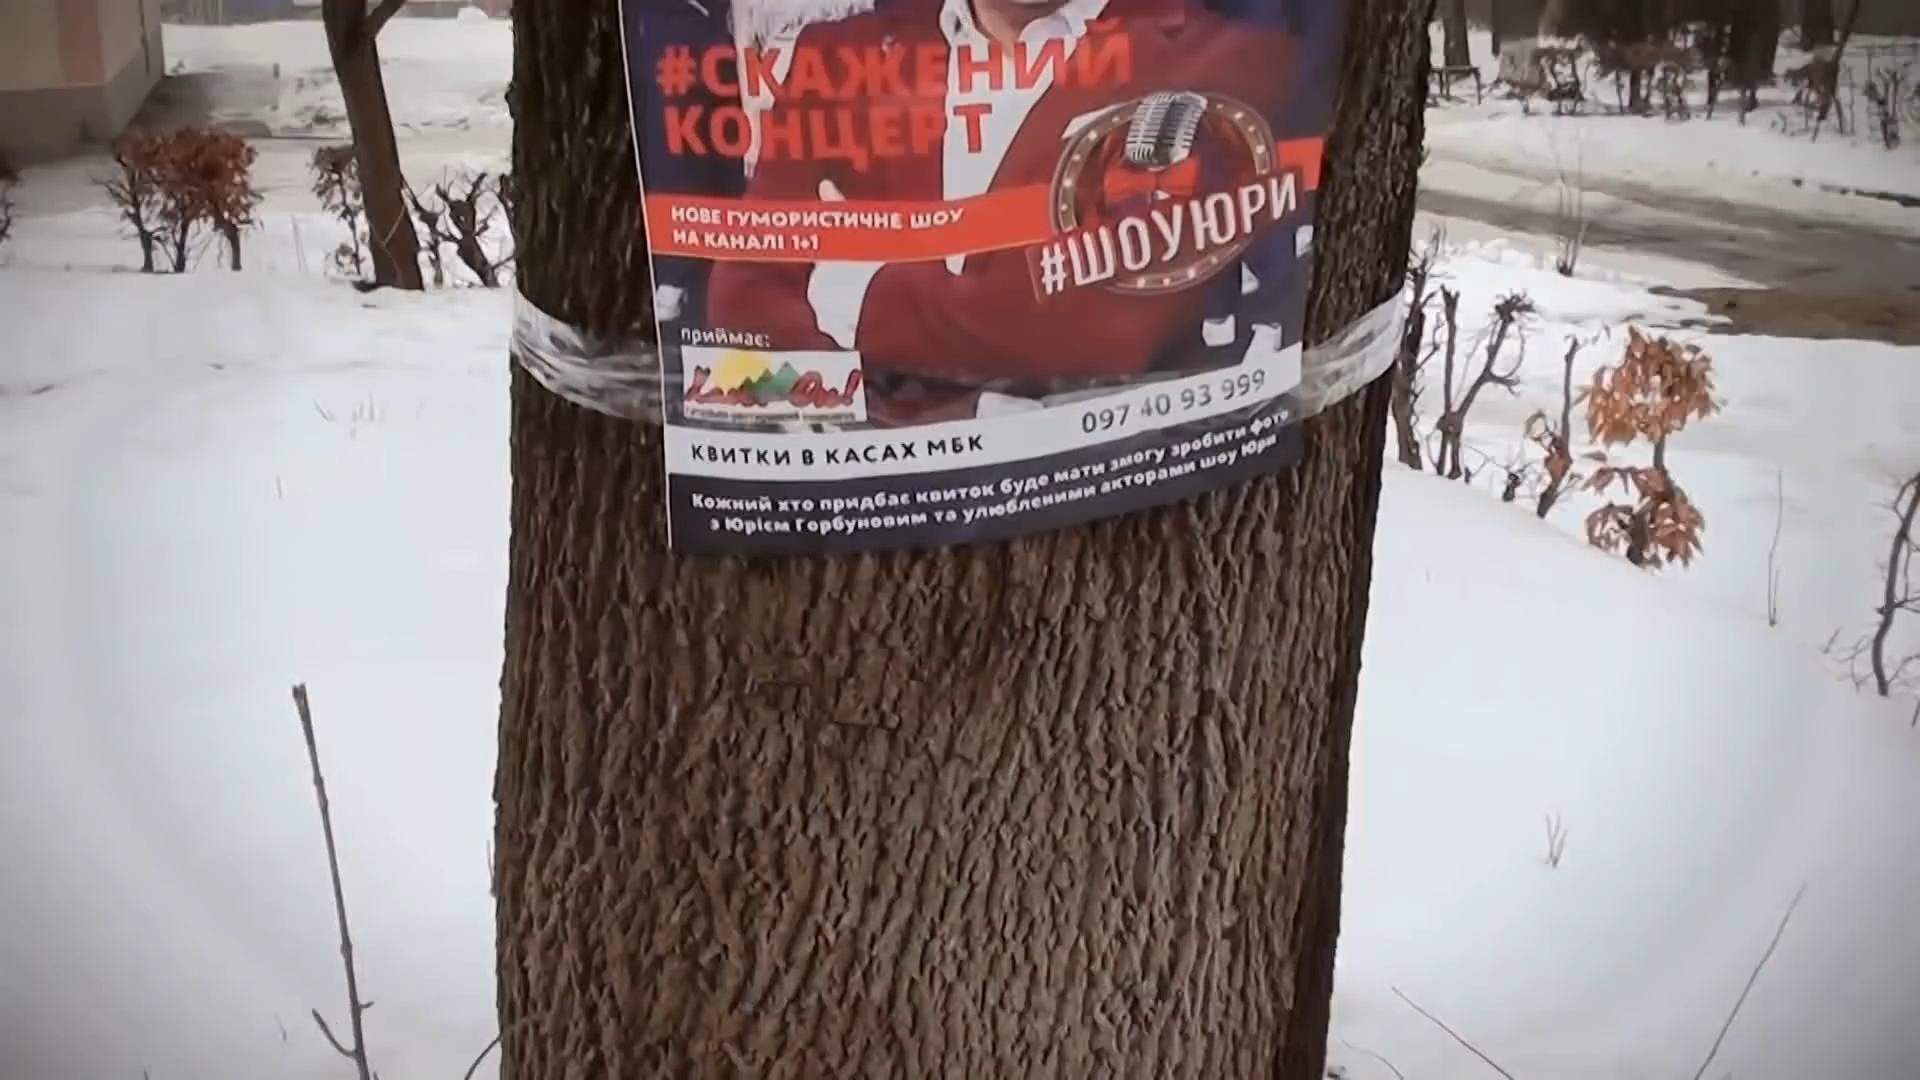 #СКАЖЕНИЙ
КОНЦЕРТ
НОВЕ ГУМОРИСТИЧНЕ ШОУ
НА КАНАЛІ 1+1
#ШОУЮРИ
приймає:
КВИТКИ В КАСАХ МБК
097 40 93 999
Кожний хто придбає квиток буде мати змогу зробити фото
з Юрієм Горбуновим та улюбленими акторами шоу Юри